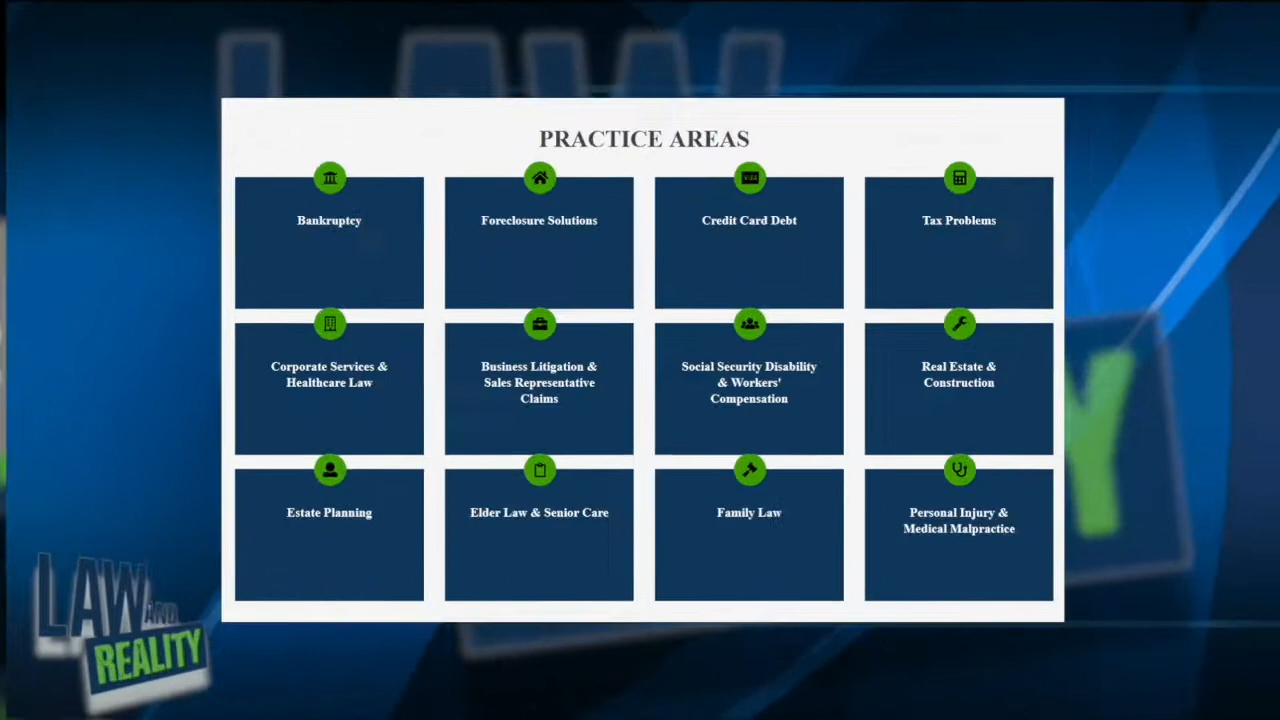 LAW
PRACTICE AREAS
VISA
Bankruptcy
Foreclosure Solutions
Credit Card Debt
Tax Problems
Corporate Services &
Healthcare Law
Business Litigation &
Sales Representative
Claims
Social Security Disability
& Workers'
Compensation
Real Estate &
Construction
Estate Planning
Elder Law & Senior Care
Family Law
Personal Injury &
Medical Malpractice
Y
LAW AND
REALITY